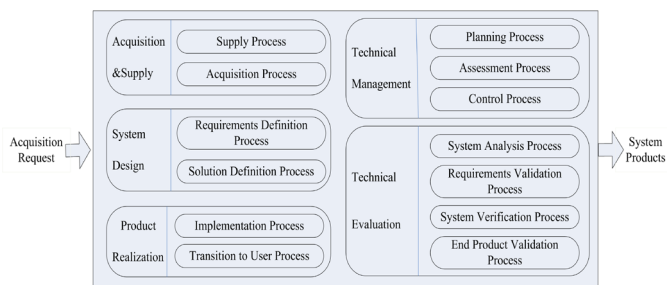 Acquisition
Request
Acquisition
&Supply
Supply Process
Acquisition Process
System
Design
Requirements Definition
Process
Solution Definition Process
Product
Realization
Implementation Process
Transition to User Process
Technical
Management
Planning Process
Assessment Process
Control Process
Technical
Evaluation
System Analysis Process
Requirements Validation
Process
System Verification Process
End Product Validation
Process
System
Products